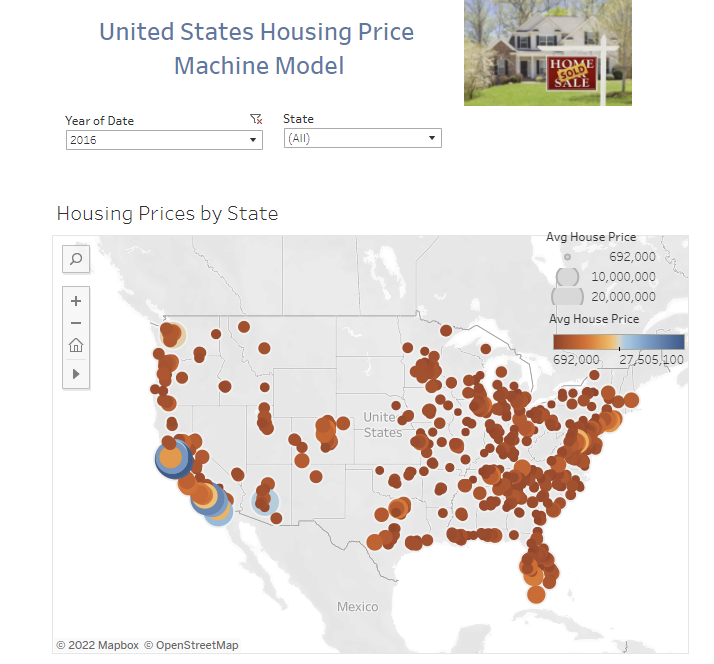 United States Housing Price
Machine Model
HOME
SOLD
SALE
Year of Date
State
2016
(All)
Housing Prices by State
Avg House Price
692,000
10,000,000
20,000,000
Avg House Price
692,000
27,505,100
United
States
Mexico
© 2022 Mapbox © OpenStreetMap